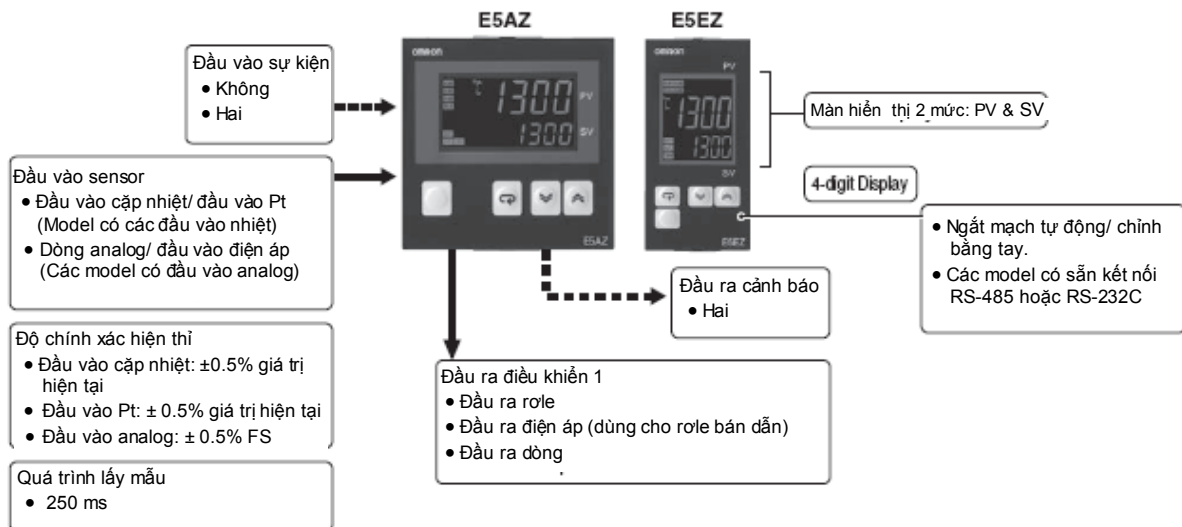 E5AZ
E5EZ
Đầu vào sự kiện
• Không
• Hai
omron
℃
1300
PV
1300
SV
E5AZ
omron
PV
℃
1300
1300
SV
E5EZ
Màn hiển thị 2 mức: PV & SV
4-digit Display
Đầu vào sensor
• Đầu vào cặp nhiệt/ đầu vào Pt
(Model có các đầu vào nhiệt)
• Dòng analog/ đầu vào điện áp
(Các model có đầu vào analog)
• Ngắt mạch tự động/ chỉnh
bằng tay.
• Các model có sẵn kết nối
RS-485 hoặc RS-232C
Đầu ra cảnh báo
• Hai
Độ chính xác hiện thỉ
• Đầu vào cặp nhiệt: ±0.5% giá trị
hiện tại
• Đầu vào Pt: ± 0.5% giá trị hiện tại
• Đầu vào analog: ± 0.5% FS
Đầu ra điều khiển 1
• Đầu ra rơle
• Đầu ra điện áp (dùng cho rơle bán dẫn)
• Đầu ra dòng
Quá trình lấy mẫu
• 250 ms